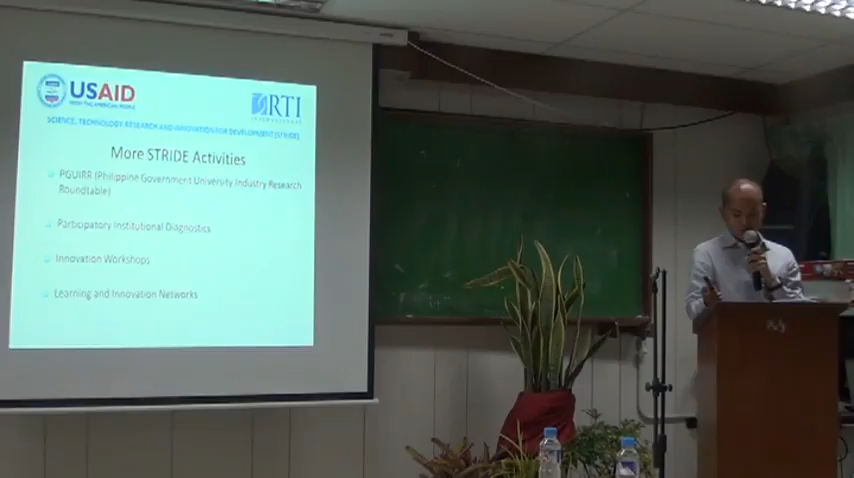 USAID
FROM THE AMERICAN PEOPLE
RTI
INTERNATIONAL
SCIENCE, TECHNOLOGY, RESEARCH AND INNOVATION FOR DEVELOPMENT (STRIDE)
More STRIDE Activities
PGUIRR (Philippine Government University Industry Research
Roundtable)
Participatory Institutional Diagnostics
Innovation Workshops
Learning and Innovation Networks